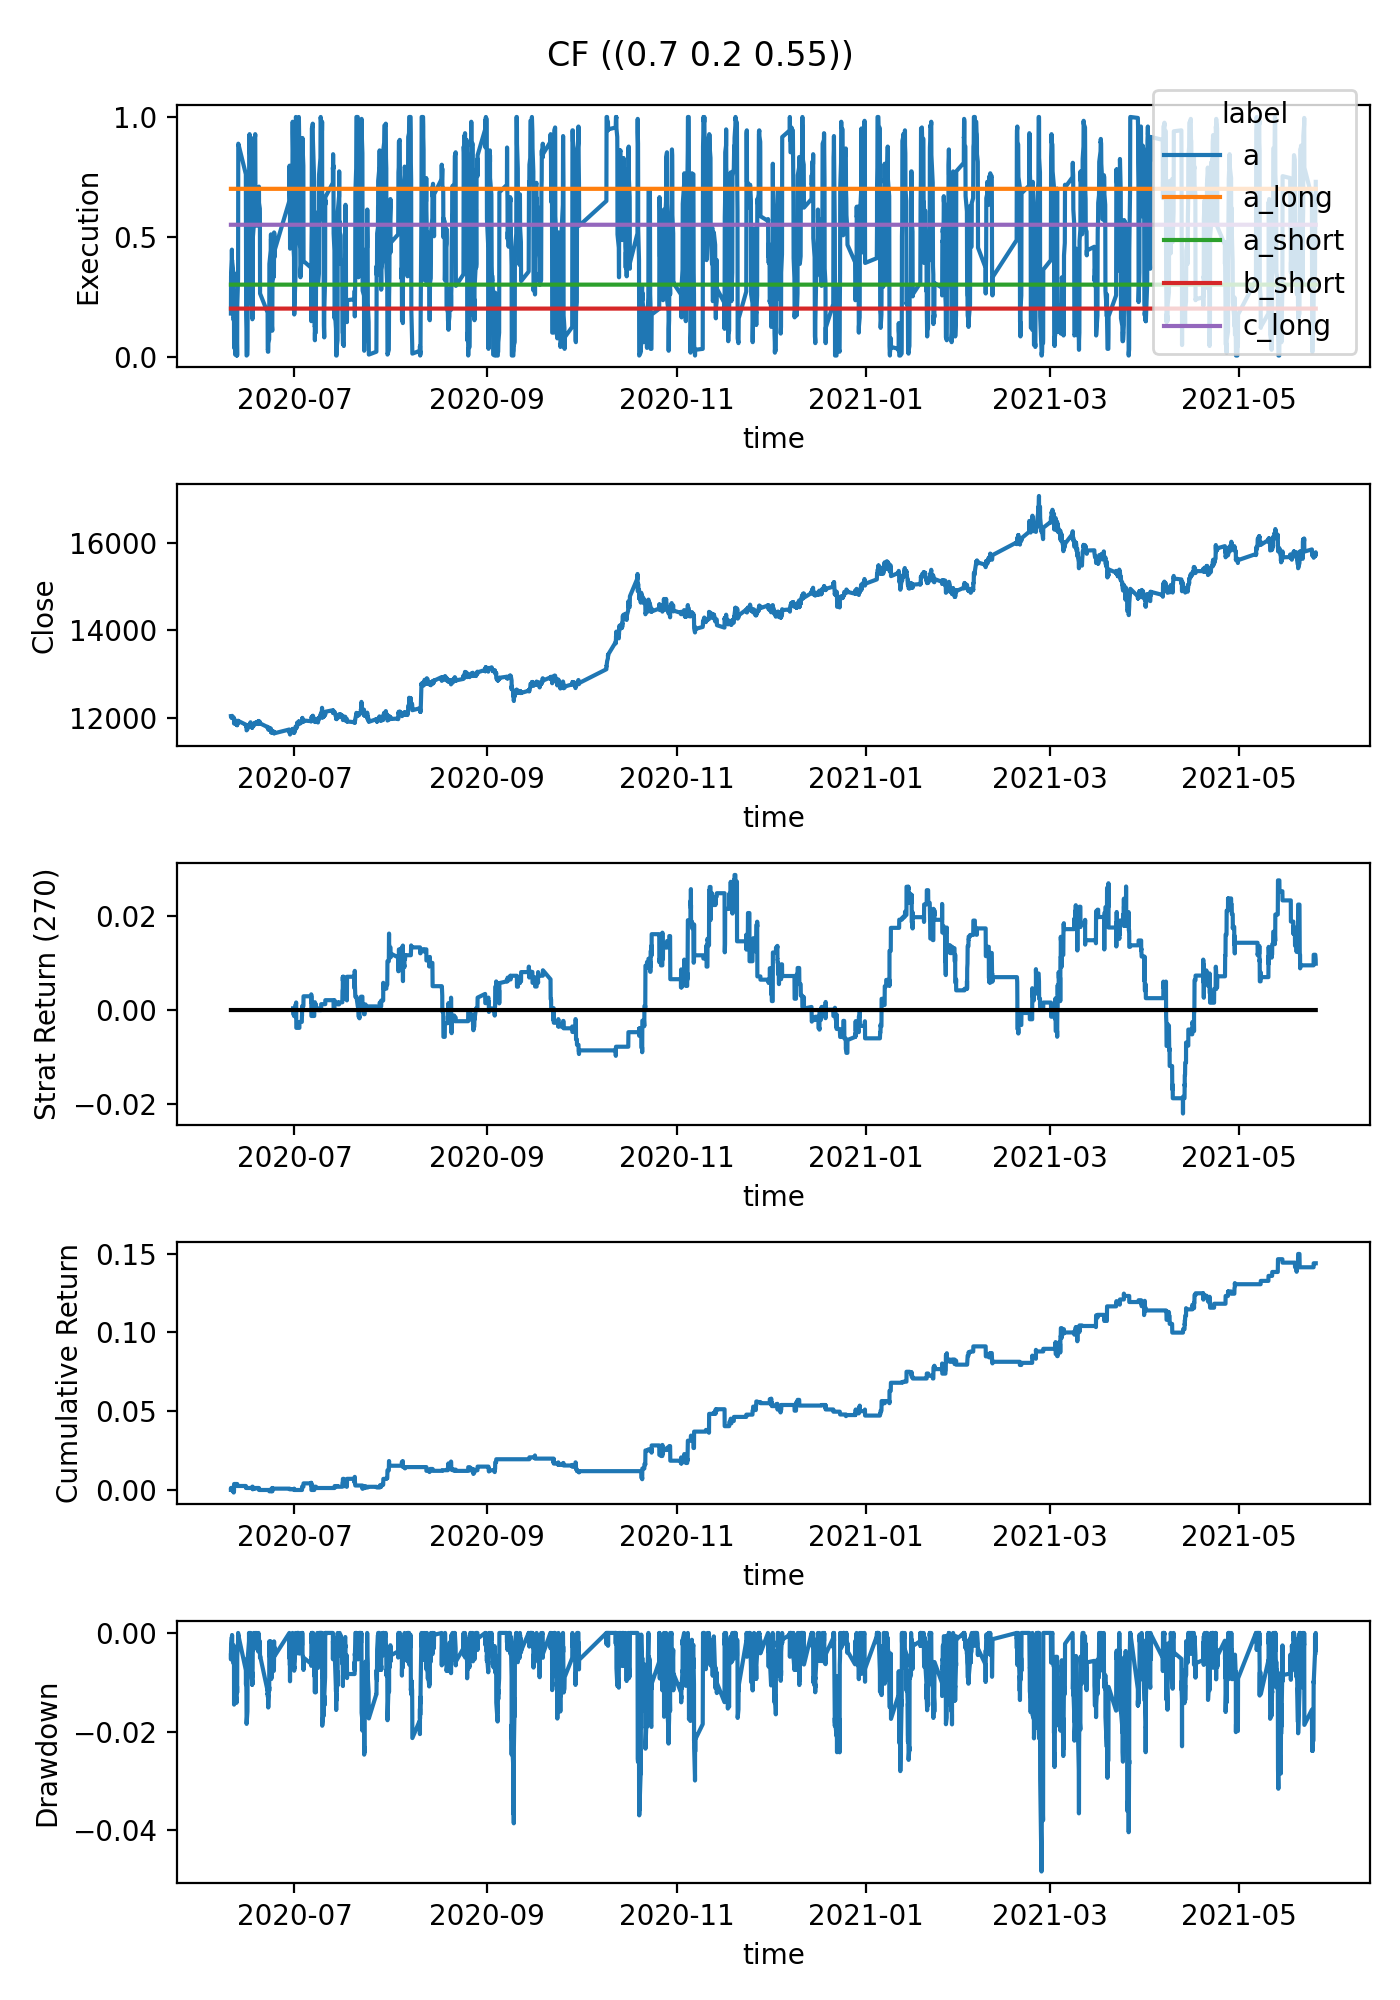 CF ((0.7 0.2 0.55))
Execution
1.0
0.5
0.0
label
a
a_long
a_short
b_short
c_long
2020-07 2020-09 2020-11 2021-01 2021-03 2021-05
time
Close
16000
14000
12000
2020-07 2020-09 2020-11 2021-01 2021-03 2021-05
time
Strat Return (270)
0.02
0.00
−0.02
2020-07 2020-09 2020-11 2021-01 2021-03 2021-05
time
Cumulative Return
0.15
0.10
0.05
0.00
2020-07 2020-09 2020-11 2021-01 2021-03 2021-05
time
Drawdown
0.00
−0.02
−0.04
2020-07 2020-09 2020-11 2021-01 2021-03 2021-05
time